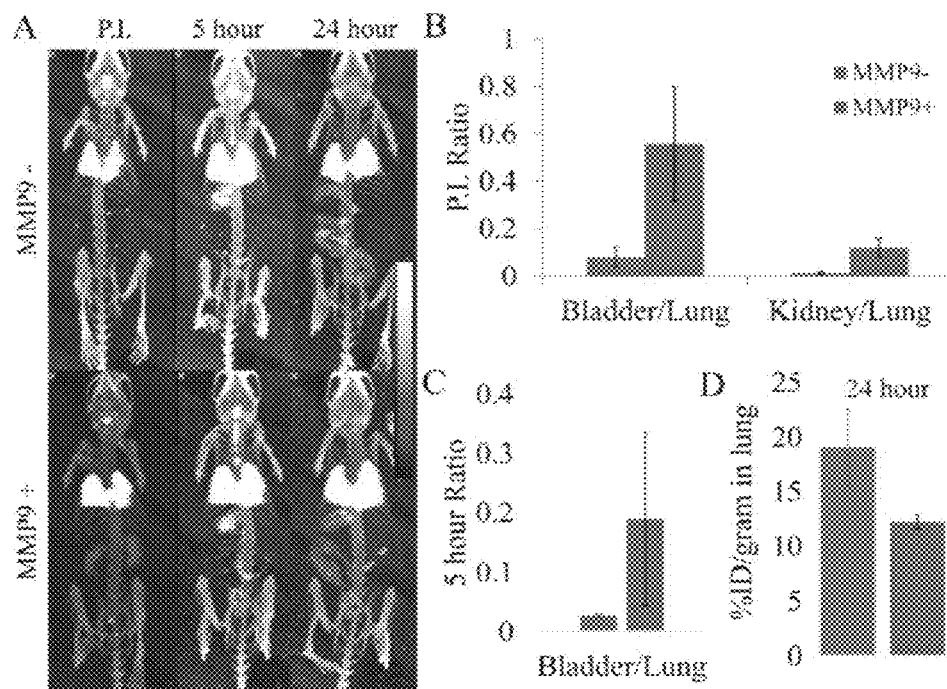 A P.I. 5 hour 24 hour
MMP9 -
MMP9 +
B
1
0.8
0.6
0.4
0.2
0
P.I. Ratio
MMP9-
MMP9+
Bladder/Lung Kidney/Lung
C
0.4
0.3
0.2
0.1
0
5 hour Ratio
Bladder/Lung
D
24 hour
25
20
15
10
5
0
%ID/gram in lung